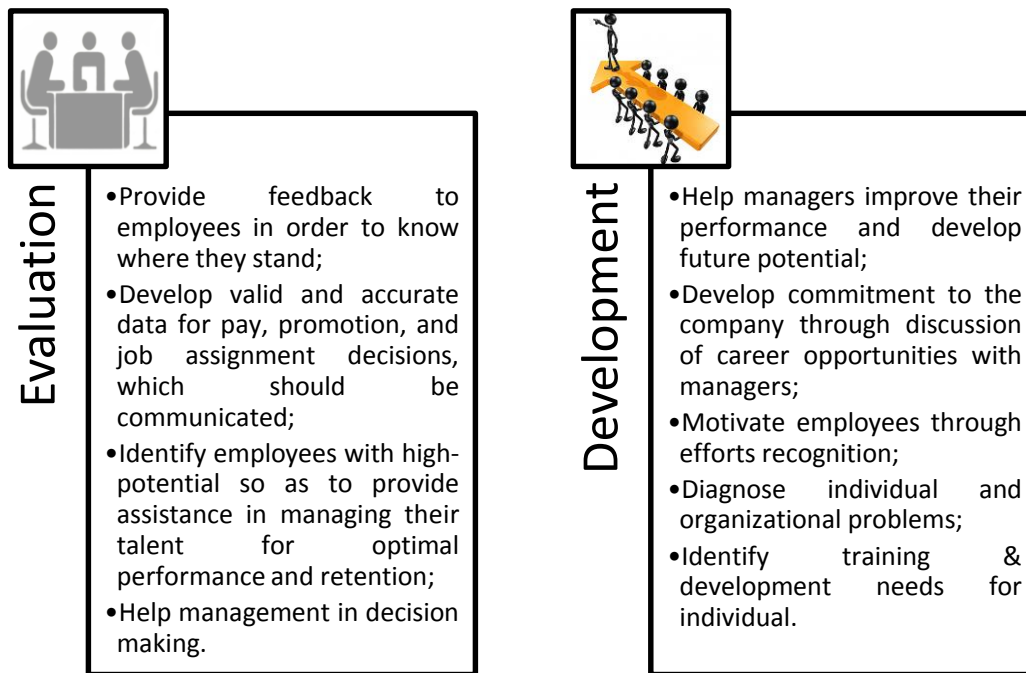 Evaluation
•Provide feedback to
employees in order to know
where they stand;
•Develop valid and accurate
data for pay, promotion, and
job assignment decisions,
which should be
communicated;
•Identify employees with high-
potential so as to provide
assistance in managing their
talent for optimal
performance and retention;
•Help management in decision
making.
Development
•Help managers improve their
performance and develop
future potential;
•Develop commitment to the
company through discussion
of career opportunities with
managers;
•Motivate employees through
efforts recognition;
•Diagnose individual and
organizational problems;
•Identify training &
development needs for
individual.